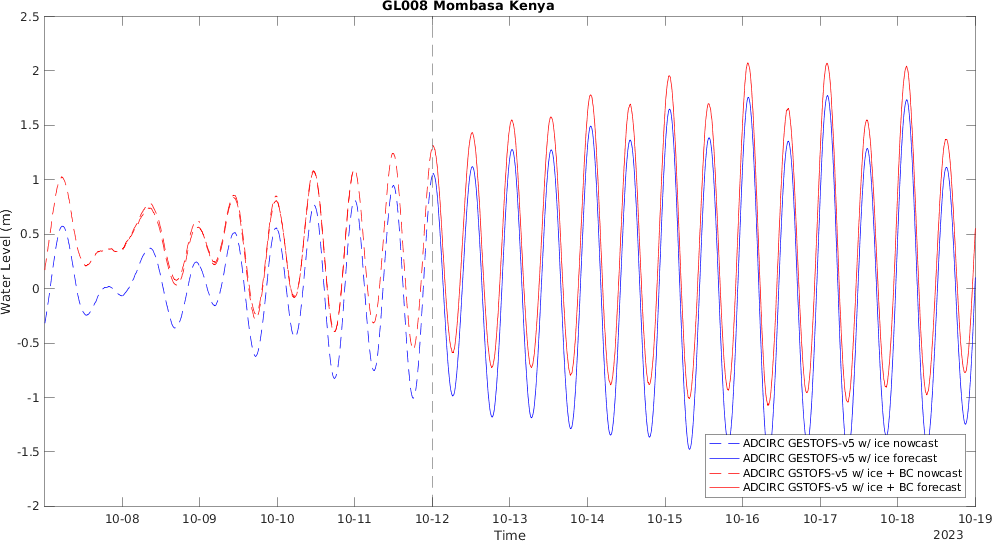 GL008 Mombasa Kenya
2.5
2
1.5
1
0.5
0
-0.5
-1
-1.5
-2
Water Level (m)
ADCIRC GESTOFS-v5 w/ ice nowcast
ADCIRC GESTOFS-v5 w/ ice forecast
ADCIRC GSTOFS-v5 w/ ice + BC nowcast
ADCIRC GSTOFS-v5 w/ ice + BC forecast
10-08 10-09 10-10 10-11 10-12 10-13 10-14 10-15 10-16 10-17 10-18 10-19
Time
2023